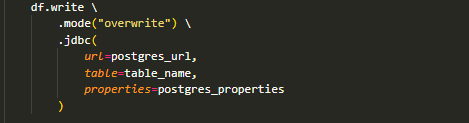 df.write \
    .mode("overwrite") \
    .jdbc(
        url=postgres_url,
        table=table_name,
        properties=postgres_properties
    )